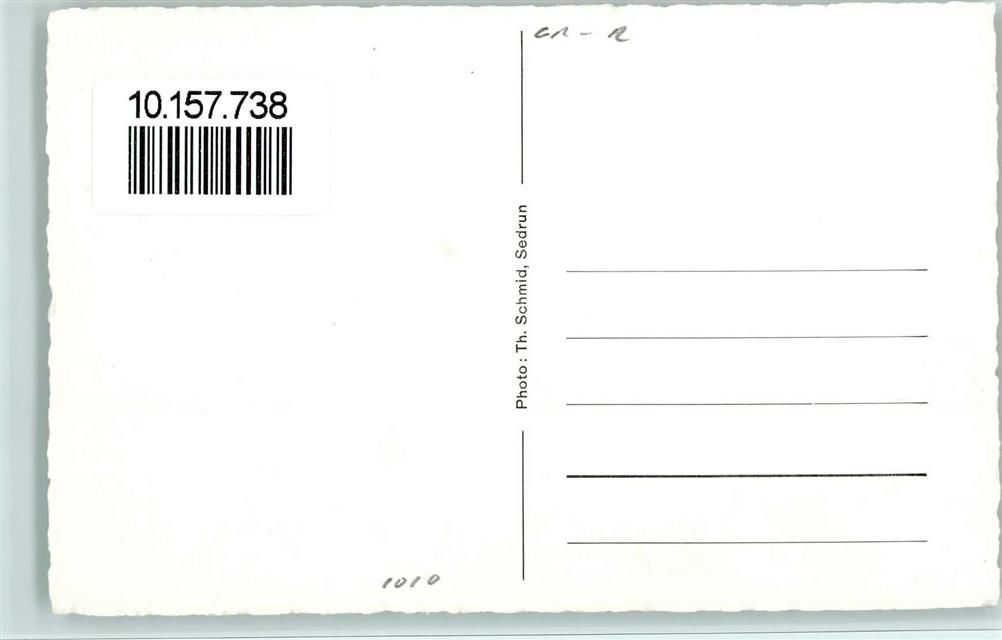 10.157.738
GR - R
Photo : Th. Schmid, Sedrun
1010